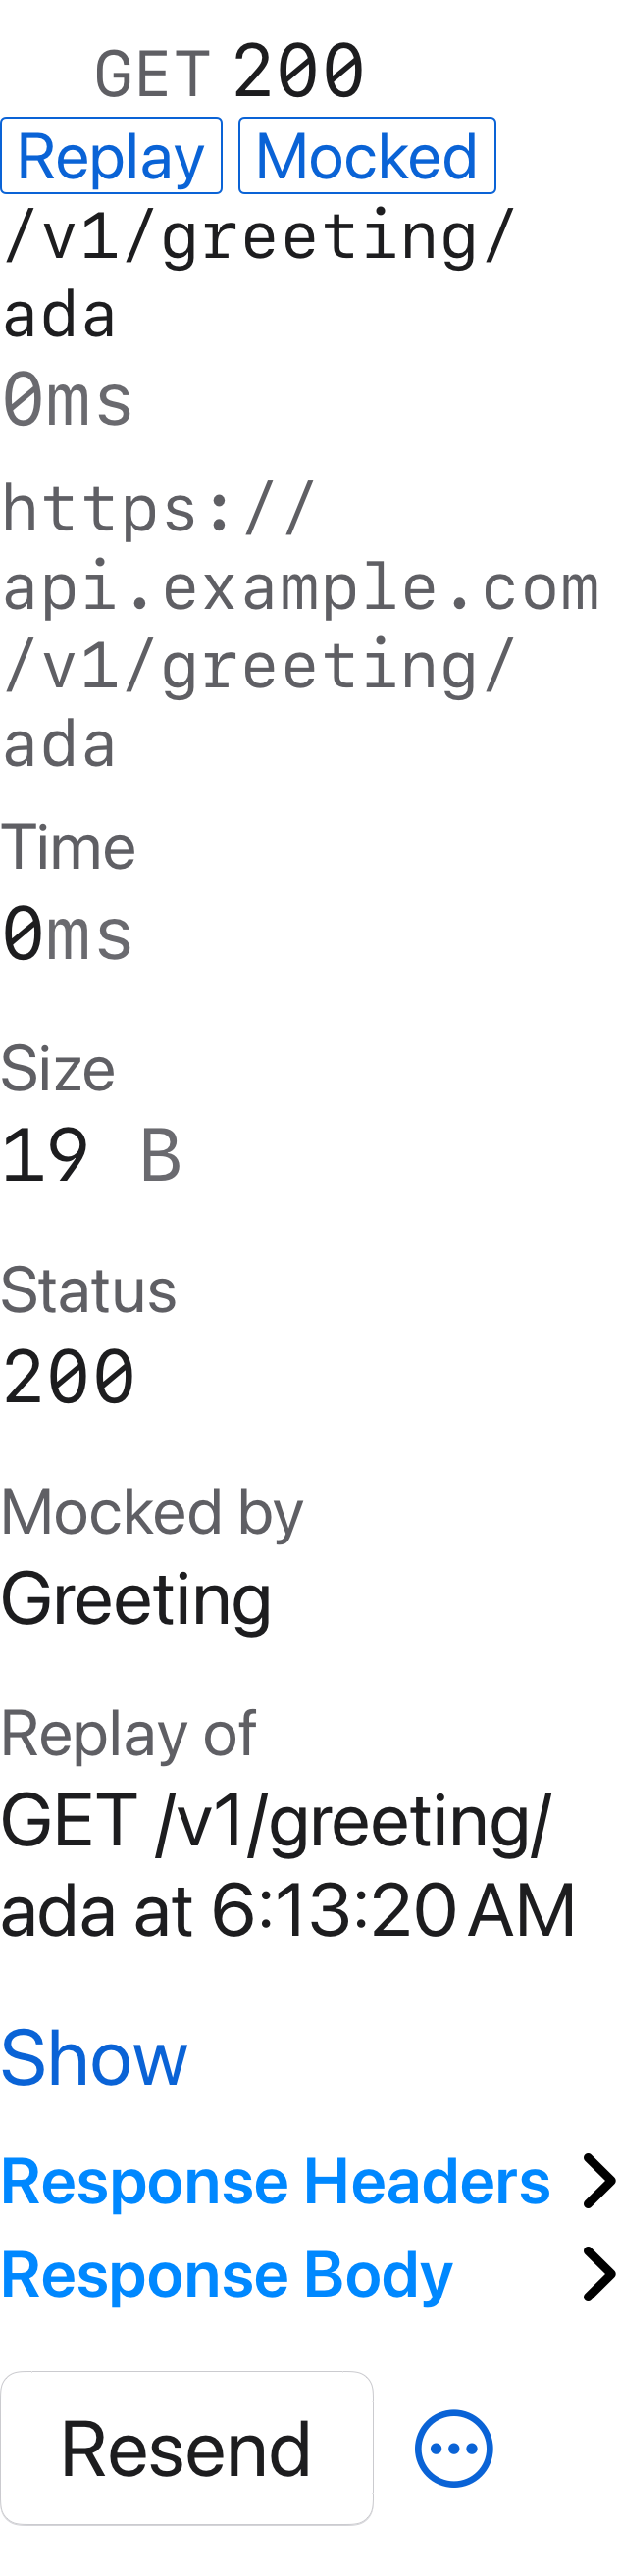 GET 200
Replay Mocked
/v1/greeting/
ada
0ms
https://
api.example.com
/v1/greeting/
ada
Time
0ms
Size
19 B
Status
200
Mocked by
Greeting
Replay of
GET /v1/greeting/
ada at 6:13:20 AM
Show
Response Headers
Response Body
Resend